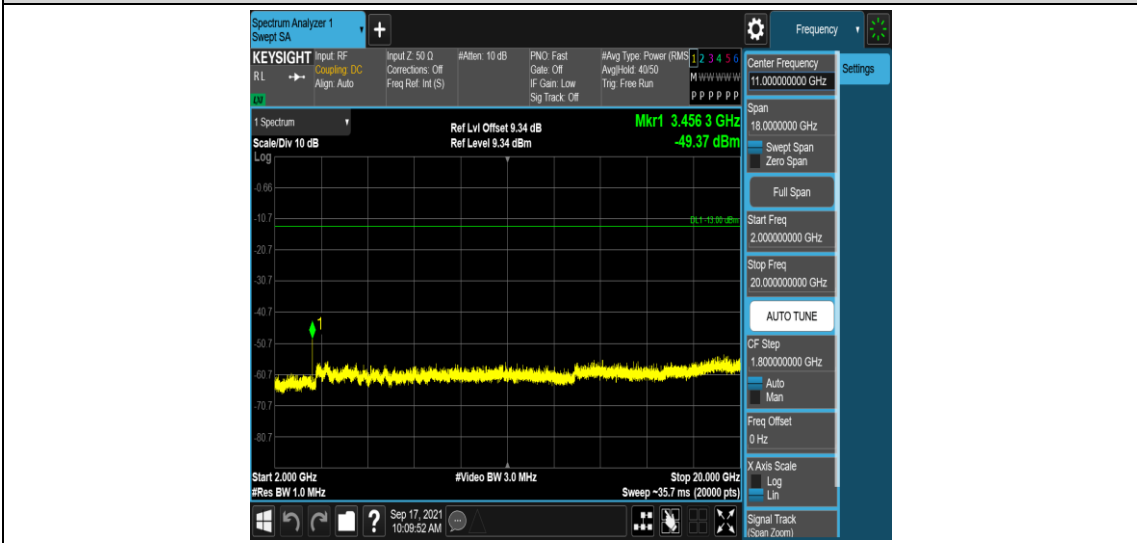 Spectrum Analyzer 1
Swept SA
+
Frequency
KEYSIGHT
RL
LXI
Input: RF
Coupling: DC
Align: Auto
Input Z: 50 Ω
Corrections: Off
Freq Ref: Int (S)
#Atten: 10 dB
PNO: Fast
Gate: Off
IF Gain: Low
Sig Track: Off
#Avg Type: Power (RMS
Avg|Hold: 40/50
Trig: Free Run
1 2 3 4 5 6
M W W W W W
P P P P P P
1 Spectrum
Scale/Div 10 dB
Ref Lvl Offset 9.34 dB
Ref Level 9.34 dBm
Mkr1 3.456 3 GHz
-49.37 dBm
Log
-0.66
-10.7
-20.7
-30.7
-40.7
-50.7
-60.7
-70.7
-80.7
DL1 -13.00 dBm
1
Start 2.000 GHz
#Res BW 1.0 MHz
#Video BW 3.0 MHz
Stop 20.000 GHz
Sweep ~35.7 ms (20000 pts)
?
Sep 17, 2021
10:09:52 AM
Center Frequency
11.000000000 GHz
Settings
Span
18.0000000 GHz
Swept Span
Zero Span
Full Span
Start Freq
2.000000000 GHz
Stop Freq
20.000000000 GHz
AUTO TUNE
CF Step
1.800000000 GHz
Auto
Man
Freq Offset
0 Hz
X Axis Scale
Log
Lin
Signal Track
(Span Zoom)